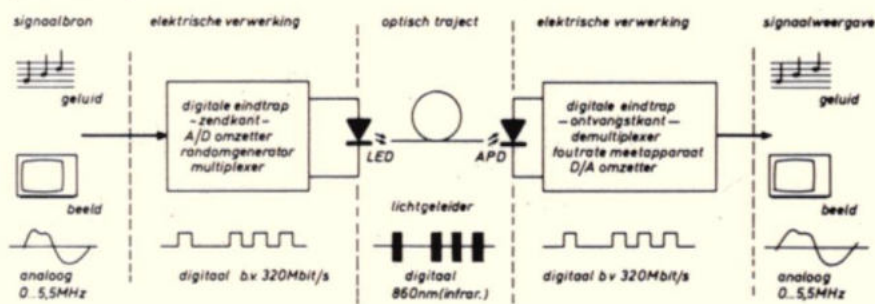 signaalbron
elektrische verwerking
optisch traject
elektrische verwerking
signaalweergave
geluid
beeld
analoog
0...5,5MHz
digitale eindtrap
-zendkant-
A/D omzetter
randomgenerator
multiplexer
digitaal b.v. 320Mbit/s
LED
APD
lichtgeleider
digitaal
860nm(infrar.)
digitale eindtrap
-ontvangstkant-
demultiplexer
foutrate meetapparaat
D/A omzetter
digitaal b.v 320Mbit/s
geluid
beeld
analoog
0...5,5MHz